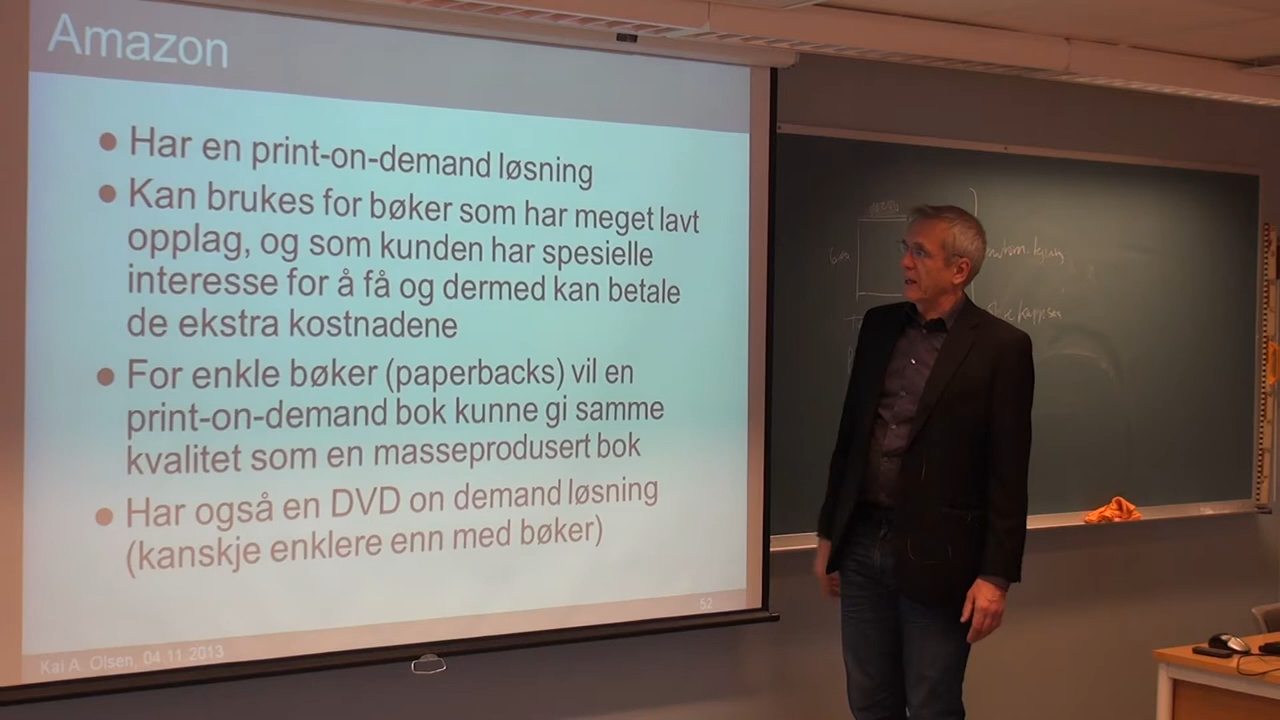 Amazon
● Har en print-on-demand løsning
● Kan brukes for bøker som har meget lavt
opplag, og som kunden har spesielle
interesse for å få og dermed kan betale
de ekstra kostnadene
● For enkle bøker (paperbacks) vil en
print-on-demand bok kunne gi samme
kvalitet som en masseprodusert bok
● Har også en DVD on demand løsning
(kanskje enklere enn med bøker)
52
Kai A. Olsen, 04.11.2013